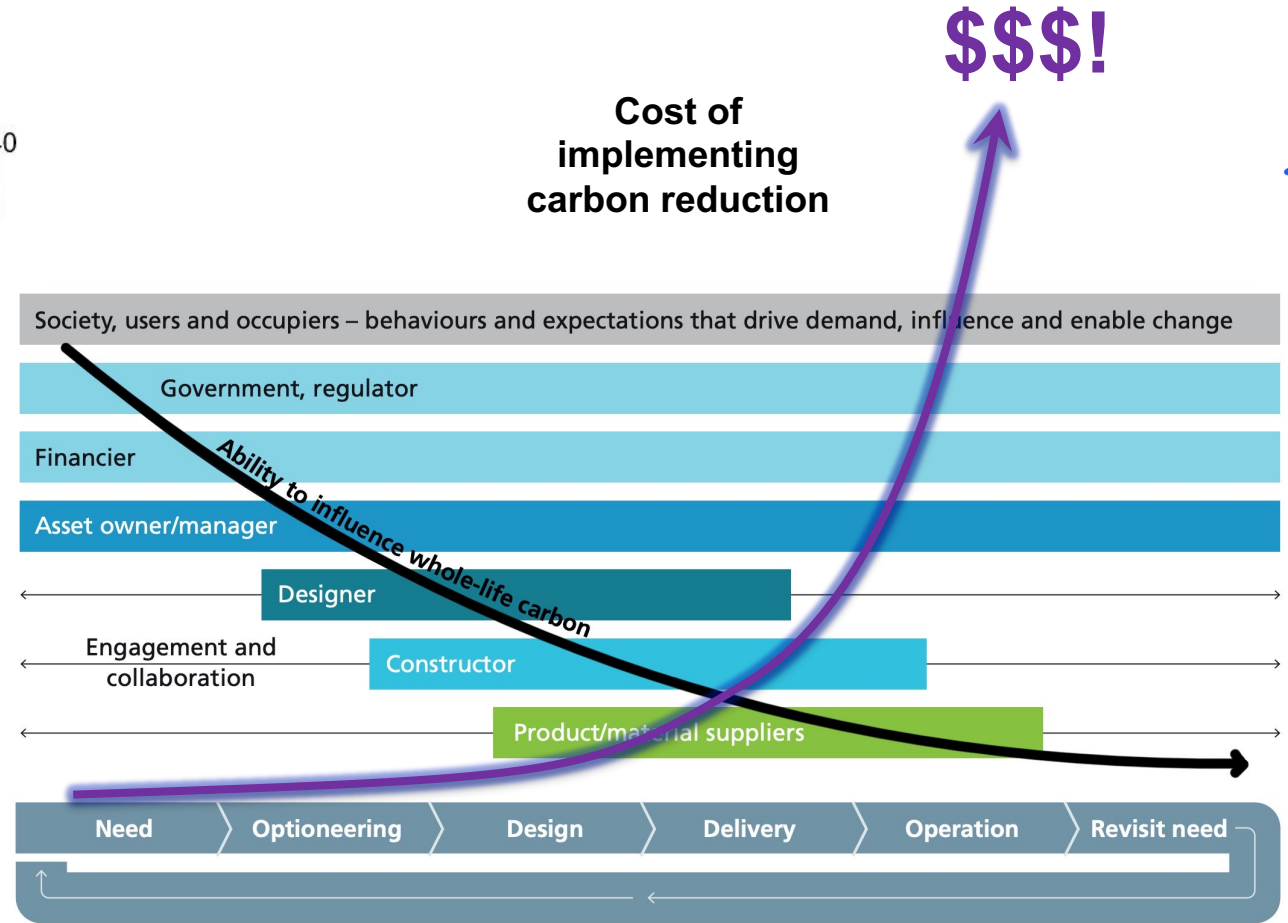 $$$!
Cost of
implementing
carbon reduction
Society, users and occupiers – behaviours and expectations that drive demand, influence and enable change
Government, regulator
Financier
Ability to influence whole-life carbon
Asset owner/manager
Designer
Engagement and
collaboration
Constructor
Product/material suppliers
Need
Optioneering
Design
Delivery
Operation
Revisit need